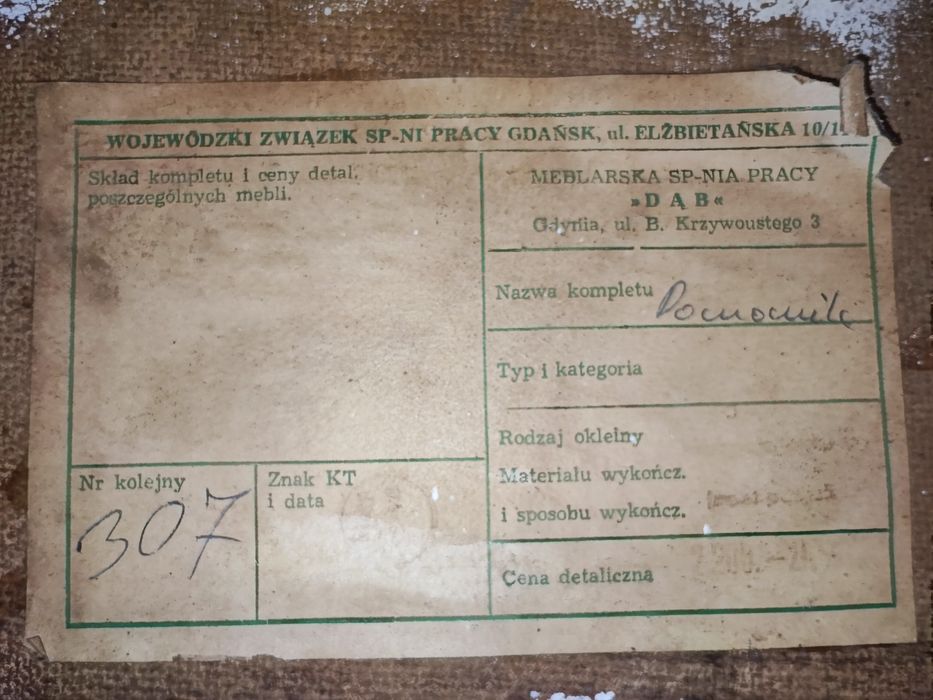 WOJEWÓDZKI ZWIĄZEK SP-NI PRACY GDAŃSK, ul. ELŻBIETAŃSKA 10/1
Skład kompletu i ceny detal.
poszczególnych mebli.
MEBLARSKA SP-NIA PRACY
»DĄB«
Gdynia, ul. B. Krzywoustego 3
Nazwa kompletu Pomocnik
Typ i kategoria
Rodzaj okleiny
Materiału wykończ.
i sposobu wykończ.
Cena detaliczna
Nr kolejny
307
Znak KT
i data